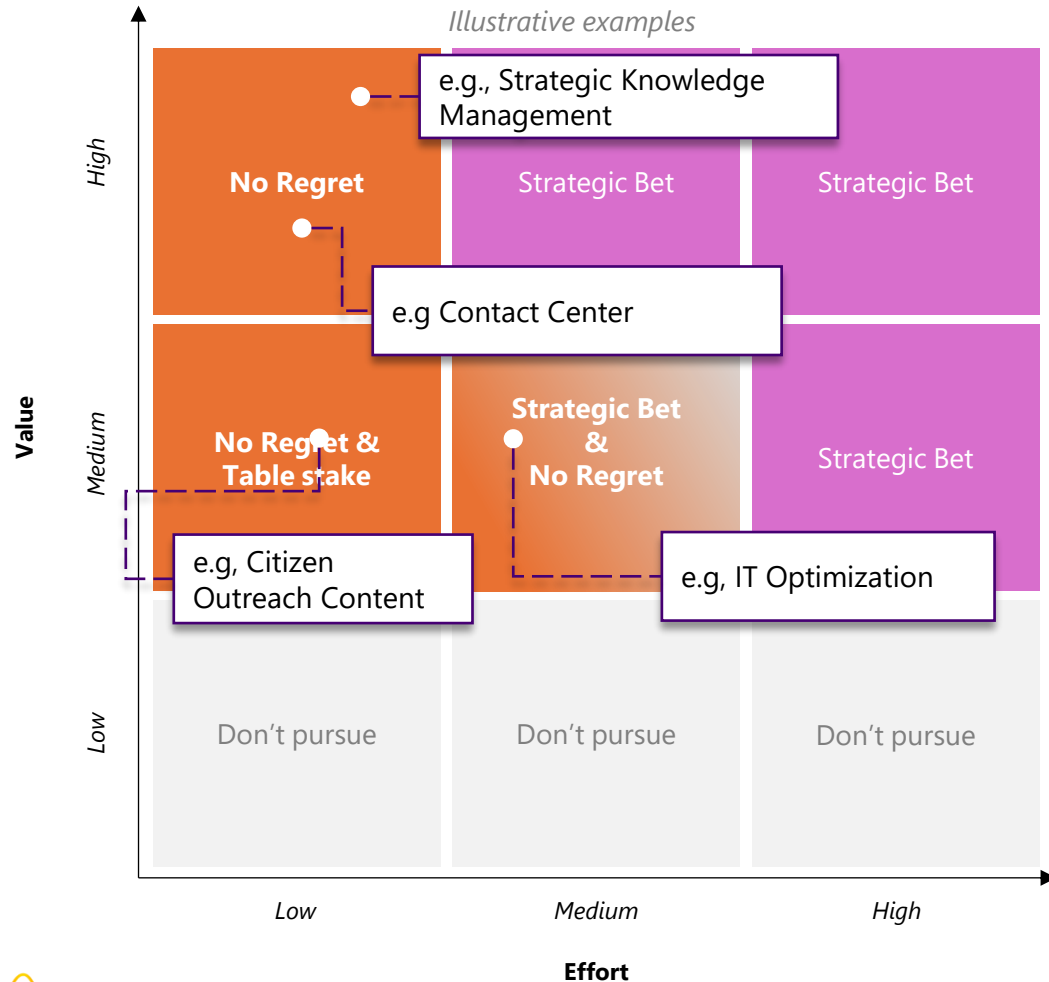 Illustrative examples
e.g., Strategic Knowledge
Management
High
No Regret
Strategic Bet
Strategic Bet
e.g Contact Center
Value
Medium
No Regret &
Table stake
Strategic Bet
&
No Regret
Strategic Bet
e.g, Citizen
Outreach Content
e.g, IT Optimization
Low
Don’t pursue
Don’t pursue
Don’t pursue
Low
Medium
High
Effort